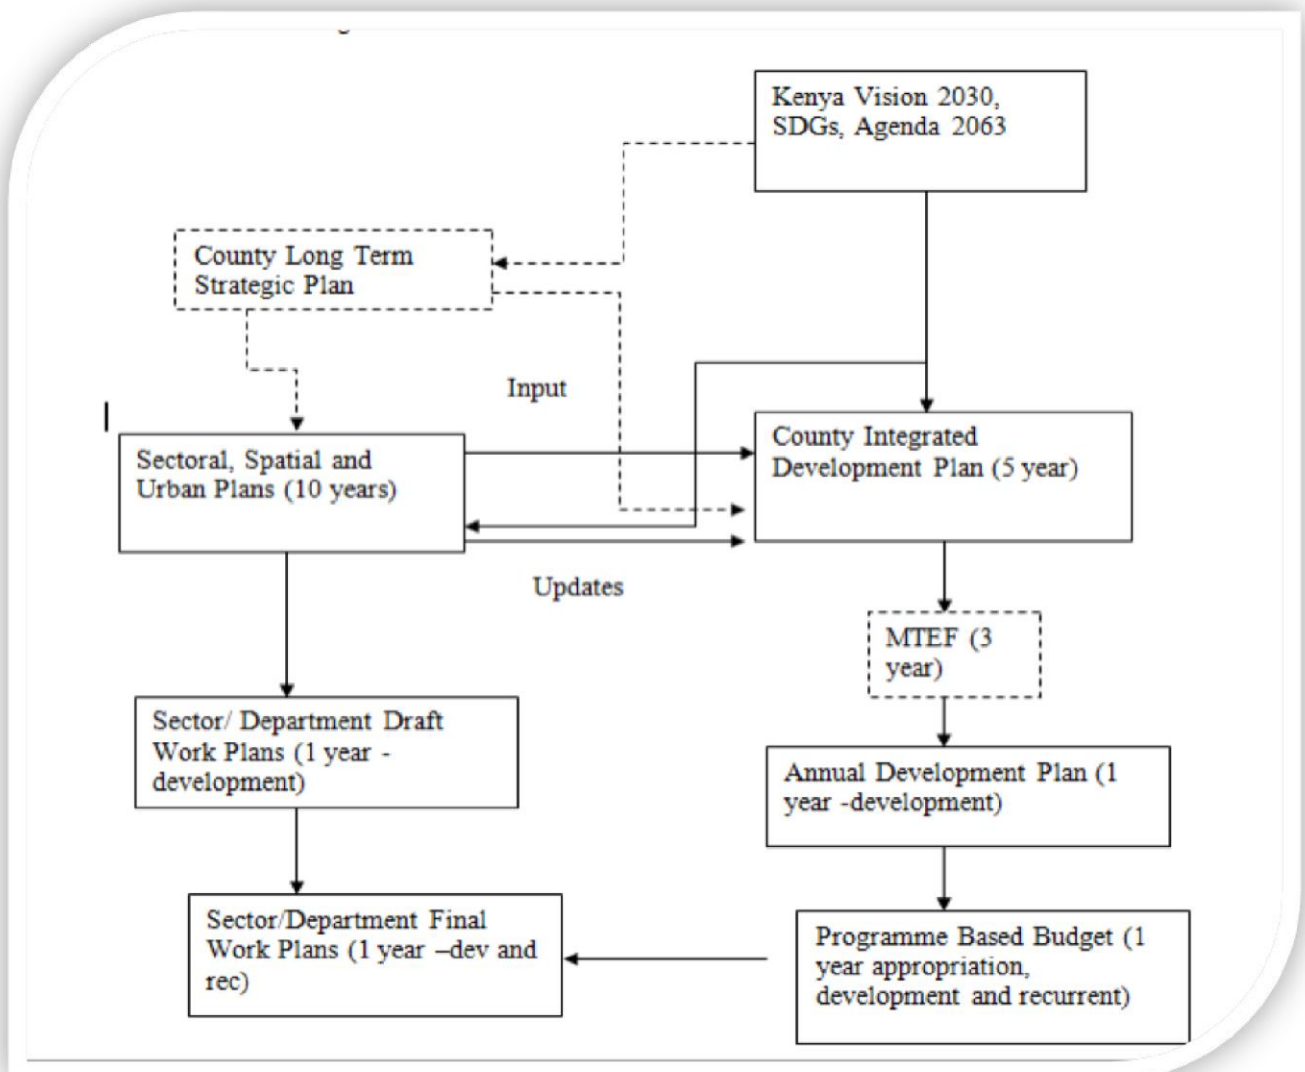 Kenya Vision 2030,
SDGs, Agenda 2063
County Long Term
Strategic Plan
Input
County Integrated
Development Plan (5 year)
Sectoral, Spatial and
Urban Plans (10 years)
Updates
MTEF (3
year)
Sector/ Department Draft
Work Plans (1 year -
development)
Annual Development Plan (1
year -development)
Sector/Department Final
Work Plans (1 year –dev and
rec)
Programme Based Budget (1
year appropriation,
development and recurrent)